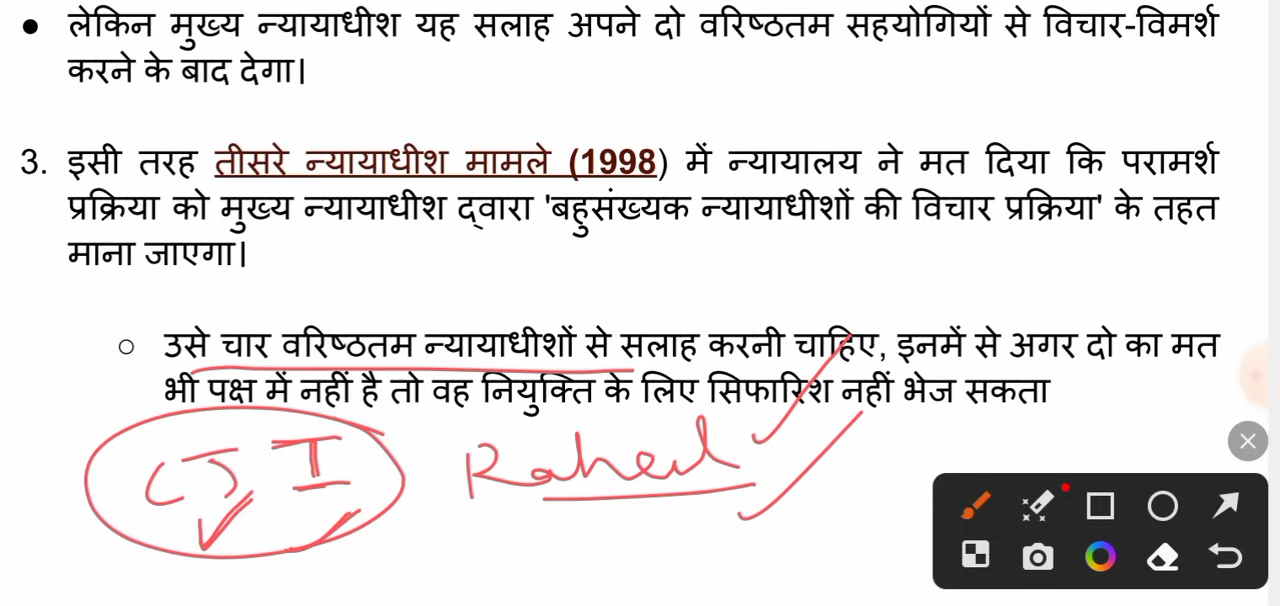 ● लेकिन मुख्य न्यायाधीश यह सलाह अपने दो वरिष्ठतम सहयोगियों से विचार-विमर्श
करने के बाद देगा।
3. इसी तरह तीसरे न्यायाधीश मामले (1998) में न्यायालय ने मत दिया कि परामर्श
प्रक्रिया को मुख्य न्यायाधीश द्वारा 'बहुसंख्यक न्यायाधीशों की विचार प्रक्रिया' के तहत
माना जाएगा।
○ उसे चार वरिष्ठतम न्यायाधीशों से सलाह करनी चाहिए, इनमें से अगर दो का मत
भी पक्ष में नहीं है तो वह नियुक्ति के लिए सिफारिश नहीं भेज सकता
CJI